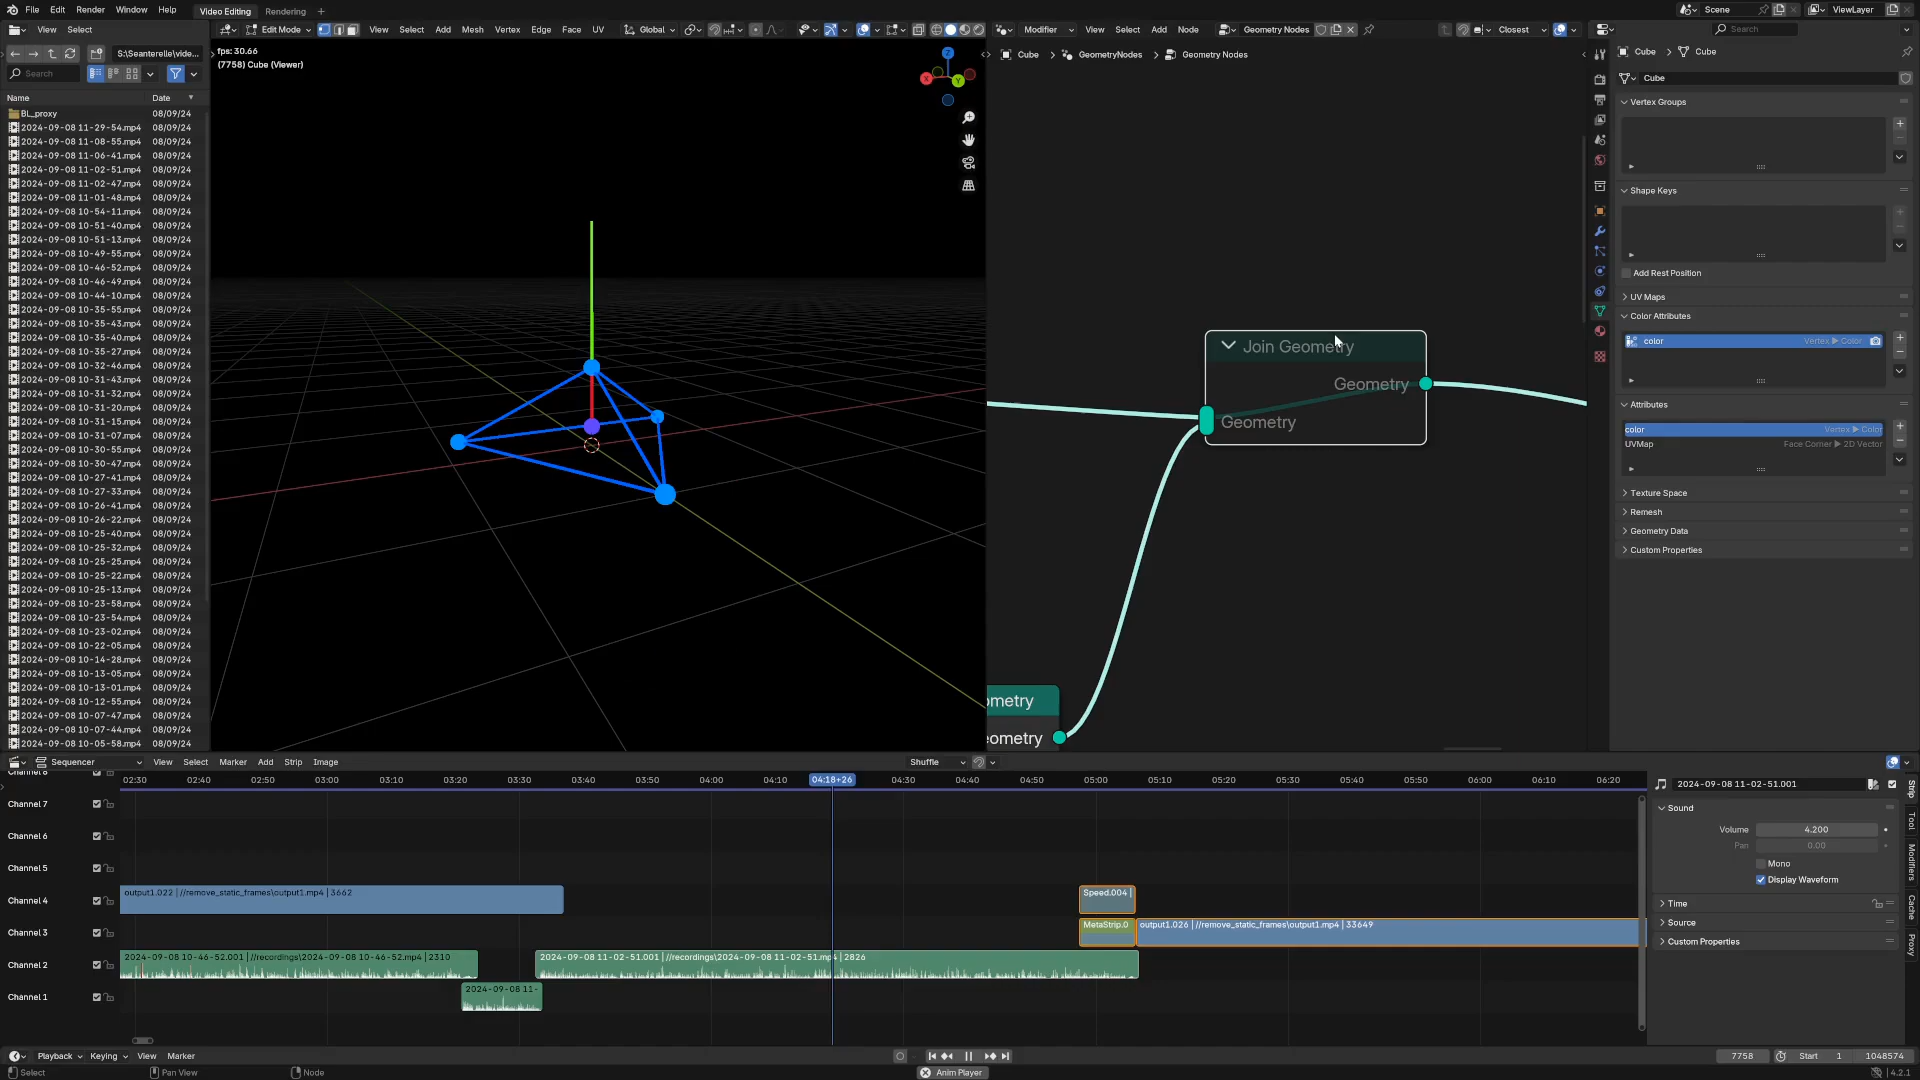 File Edit Render Window Help Video Editing Rendering + Scene ViewLayer
View Select Edit Mode View Select Add Mesh Vertex Edge Face UV Global Modifier View Select Add Node Geometry Nodes Closest Search
S:\Seanterelle\vide... fps: 30.66 Cube GeometryNodes Geometry Nodes Cube Cube
(7758) Cube (Viewer)
Search
Cube
Name Date
Vertex Groups
BL_proxy 08/09/24
2024-09-08 11-29-54.mp4 08/09/24
2024-09-08 11-08-55.mp4 08/09/24
2024-09-08 11-06-41.mp4 08/09/24
2024-09-08 11-02-51.mp4 08/09/24
2024-09-08 11-02-47.mp4 08/09/24
2024-09-08 11-01-48.mp4 08/09/24
2024-09-08 10-54-11.mp4 08/09/24
2024-09-08 10-51-40.mp4 08/09/24
2024-09-08 10-51-13.mp4 08/09/24
2024-09-08 10-49-55.mp4 08/09/24
2024-09-08 10-46-52.mp4 08/09/24
2024-09-08 10-46-49.mp4 08/09/24
2024-09-08 10-44-10.mp4 08/09/24
2024-09-08 10-35-55.mp4 08/09/24
2024-09-08 10-35-43.mp4 08/09/24
2024-09-08 10-35-40.mp4 08/09/24
2024-09-08 10-35-27.mp4 08/09/24
2024-09-08 10-32-46.mp4 08/09/24
2024-09-08 10-31-43.mp4 08/09/24
2024-09-08 10-31-32.mp4 08/09/24
2024-09-08 10-31-20.mp4 08/09/24
2024-09-08 10-31-15.mp4 08/09/24
2024-09-08 10-31-07.mp4 08/09/24
2024-09-08 10-30-55.mp4 08/09/24
2024-09-08 10-30-47.mp4 08/09/24
2024-09-08 10-27-41.mp4 08/09/24
2024-09-08 10-27-33.mp4 08/09/24
2024-09-08 10-26-41.mp4 08/09/24
2024-09-08 10-26-22.mp4 08/09/24
2024-09-08 10-25-40.mp4 08/09/24
2024-09-08 10-25-32.mp4 08/09/24
2024-09-08 10-25-25.mp4 08/09/24
2024-09-08 10-25-22.mp4 08/09/24
2024-09-08 10-25-13.mp4 08/09/24
2024-09-08 10-23-58.mp4 08/09/24
2024-09-08 10-23-54.mp4 08/09/24
2024-09-08 10-23-02.mp4 08/09/24
2024-09-08 10-22-05.mp4 08/09/24
2024-09-08 10-14-28.mp4 08/09/24
2024-09-08 10-13-05.mp4 08/09/24
2024-09-08 10-13-01.mp4 08/09/24
2024-09-08 10-12-55.mp4 08/09/24
2024-09-08 10-07-47.mp4 08/09/24
2024-09-08 10-07-44.mp4 08/09/24
2024-09-08 10-05-58.mp4 08/09/24
Z
X
Y
Join Geometry
Geometry
Geometry
ometry
eometry
Shape Keys
Add Rest Position
UV Maps
Color Attributes
color Vertex ▶ Color
Attributes
color Vertex ▶ Color
UVMap Face Corner ▶ 2D Vector
Texture Space
Remesh
Geometry Data
Custom Properties
Sequencer View Select Marker Add Strip Image Shuffle
Channel 8
02:30 02:40 02:50 03:00 03:10 03:20 03:30 03:40 03:50 04:00 04:10 04:18+26 04:30 04:40 04:50 05:00 05:10 05:20 05:30 05:40 05:50 06:00 06:10 06:20
Channel 7
Channel 6
Channel 5
Channel 4
output1.022 | //remove_static_frames\output1.mp4 | 3662
Speed.004 |
Channel 3
MetaStrip.0
output1.026 | //remove_static_frames\output1.mp4 | 33649
Channel 2
2024-09-08 10-46-52.001 | //recordings\2024-09-08 10-46-52.mp4 | 2310
2024-09-08 11-02-51.001 | //recordings\2024-09-08 11-02-51.mp4 | 2826
Channel 1
2024-09-08 11-
2024-09-08 11-02-51.001
Sound
Volume 4.200
Pan 0.00
Mono
Display Waveform
Time
Source
Custom Properties
Strip
Tool
Modifiers
Cache
Proxy
Playback Keying View Marker 7758 Start 1 1048574
Select Pan View Node Anim Player 4.2.1